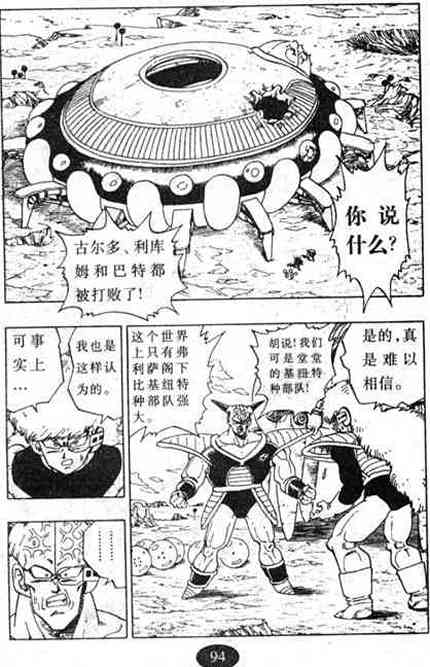 你说
什么?
古尔多、利库
姆和巴特都
被打败了!
是的,真
是难以
相信。
胡说!我们
可是堂堂
的基纽特
种部队!
这个世界
上只有弗
利萨阁下
比基纽特
种部队强
大。
我也是
这样认
为的。
可事
实上
…
………
94